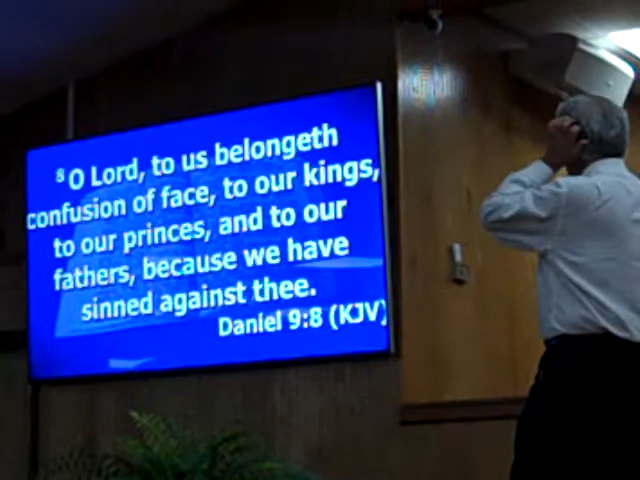 ⁸ O Lord, to us belongeth
confusion of face, to our kings,
to our princes, and to our
fathers, because we have
sinned against thee.
Daniel 9:8 (KJV)